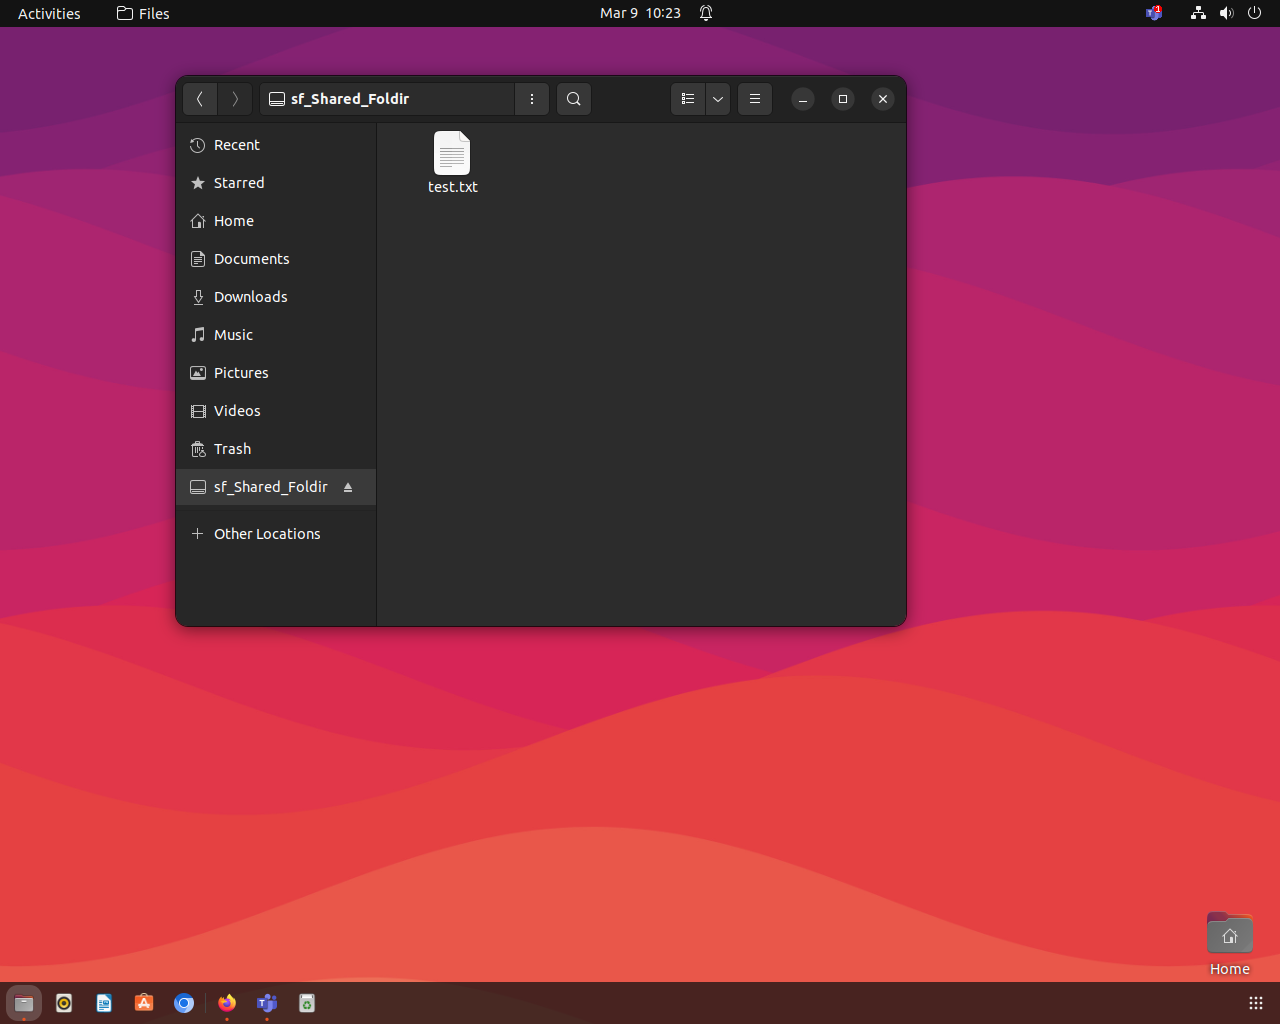 Activities
Files
Mar 9 10:23
1
sf_Shared_Foldir
Recent
Starred
Home
Documents
Downloads
Music
Pictures
Videos
Trash
sf_Shared_Foldir
Other Locations
test.txt
Home